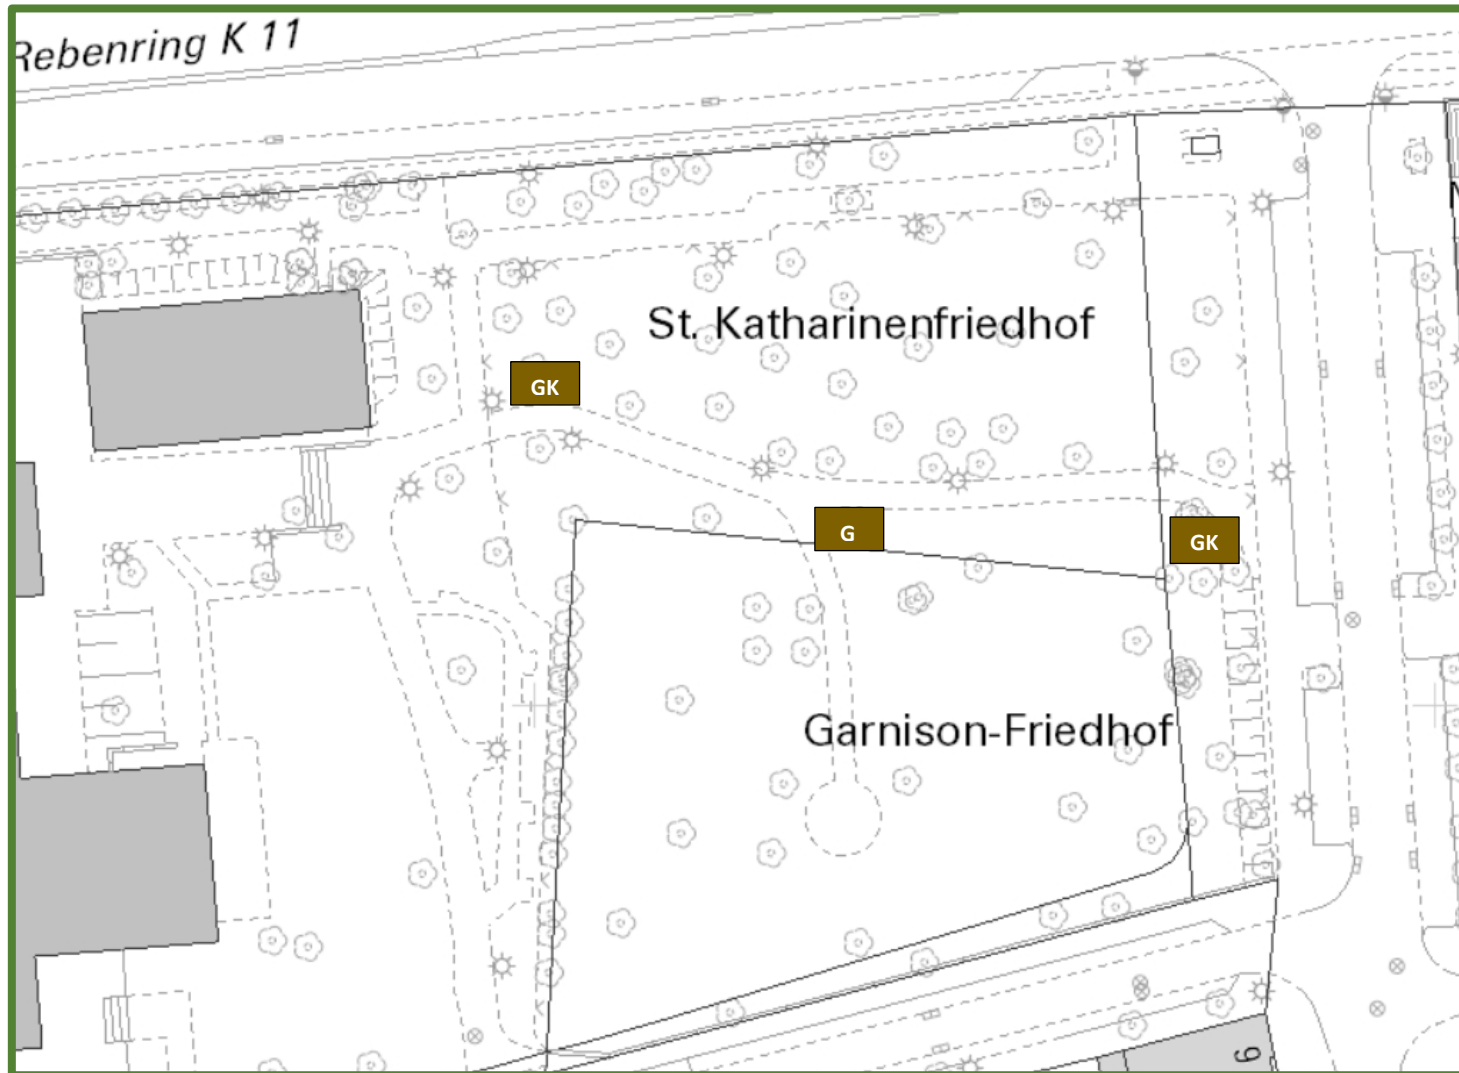 Rebenring K 11
St. Katharinenfriedhof
GK
G
GK
Garnison-Friedhof
9